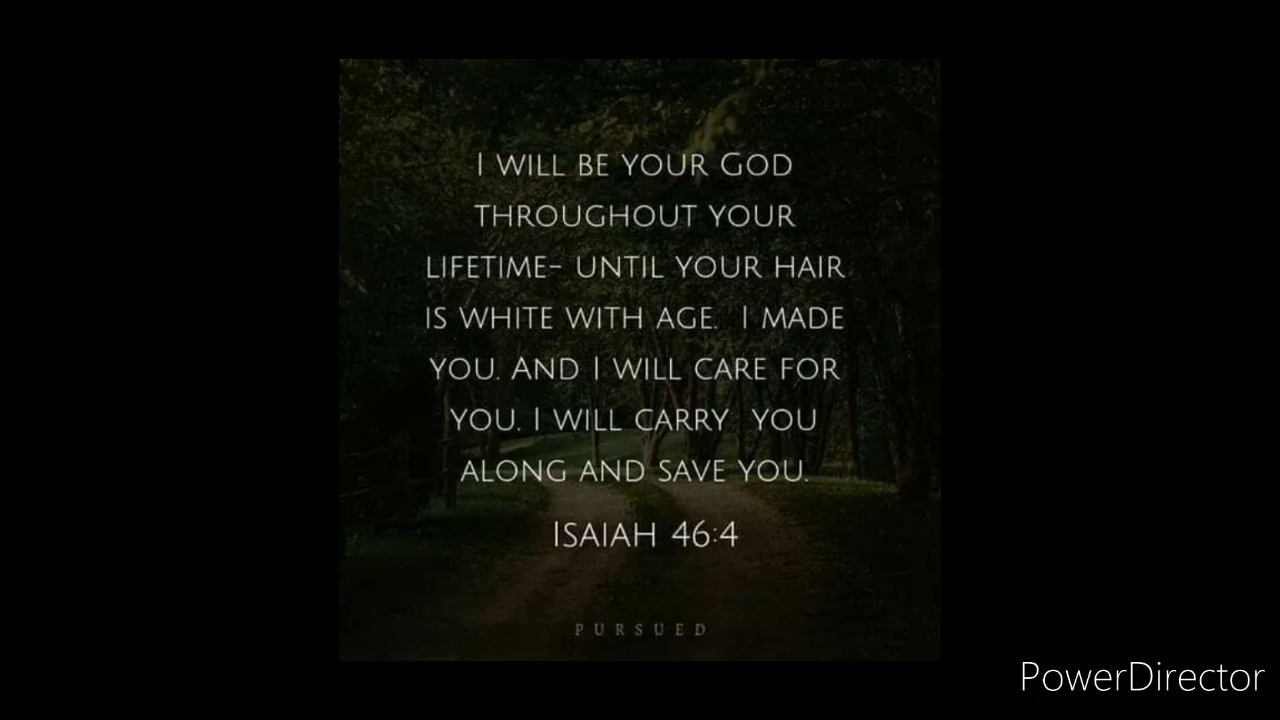 I will be your God
throughout your
lifetime- until your hair
is white with age.  I made
you. And I will care for
you. I will carry  you
along and save you.
Isaiah 46:4
PURSUED
PowerDirector